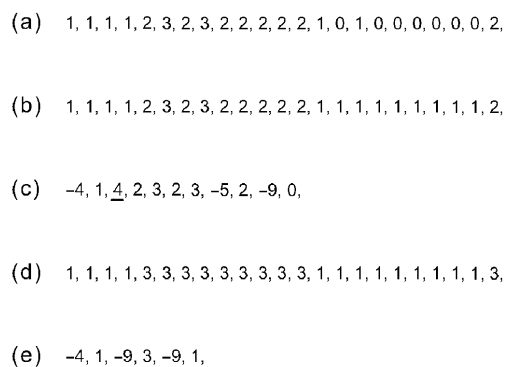 (a) 1, 1, 1, 1, 2, 3, 2, 3, 2, 2, 2, 2, 2, 1, 0, 1, 0, 0, 0, 0, 0, 0, 2,
(b) 1, 1, 1, 1, 2, 3, 2, 3, 2, 2, 2, 2, 2, 1, 1, 1, 1, 1, 1, 1, 1, 1, 2,
(c) –4, 1, 4, 2, 3, 2, 3, –5, 2, –9, 0,
(d) 1, 1, 1, 1, 3, 3, 3, 3, 3, 3, 3, 3, 3, 1, 1, 1, 1, 1, 1, 1, 1, 1, 3,
(e) –4, 1, –9, 3, –9, 1,